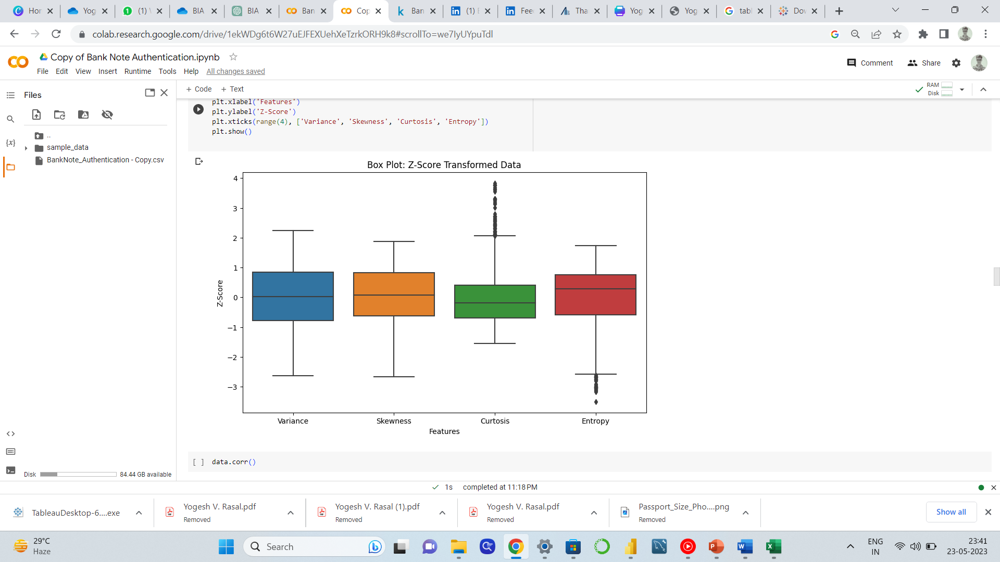 Hor
Yog
(1) \
BIA
BIA
Ban
Cop
Ban
(1) E
Fee
Tha
Yog
Yog
tabl
Dov
colab.research.google.com/drive/1ekWDg6t6W27uEJFEXUehXeTzrkORH9k8#scrollTo=we7IyUYpuTdl
Copy of Bank Note Authentication.ipynb
File Edit View Insert Runtime Tools Help All changes saved
Comment
Share
Files
+ Code + Text
RAM
Disk
..
sample_data
BankNote_Authentication - Copy.csv
{x}
plt.xlabel('Features')
plt.ylabel('Z-Score')
plt.xticks(range(4), ['Variance', 'Skewness', 'Curtosis', 'Entropy'])
plt.show()
Box Plot: Z-Score Transformed Data
4
3
2
1
0
−1
−2
−3
Z-Score
Variance
Skewness
Curtosis
Entropy
Features
[ ] data.corr()
Disk 84.44 GB available
1s completed at 11:18 PM
TableauDesktop-6....exe
Yogesh V. Rasal.pdf
Removed
Yogesh V. Rasal (1).pdf
Removed
Yogesh V. Rasal.pdf
Removed
Passport_Size_Pho....png
Removed
Show all
29°C
Haze
Search
ENG
IN
23:41
23-05-2023